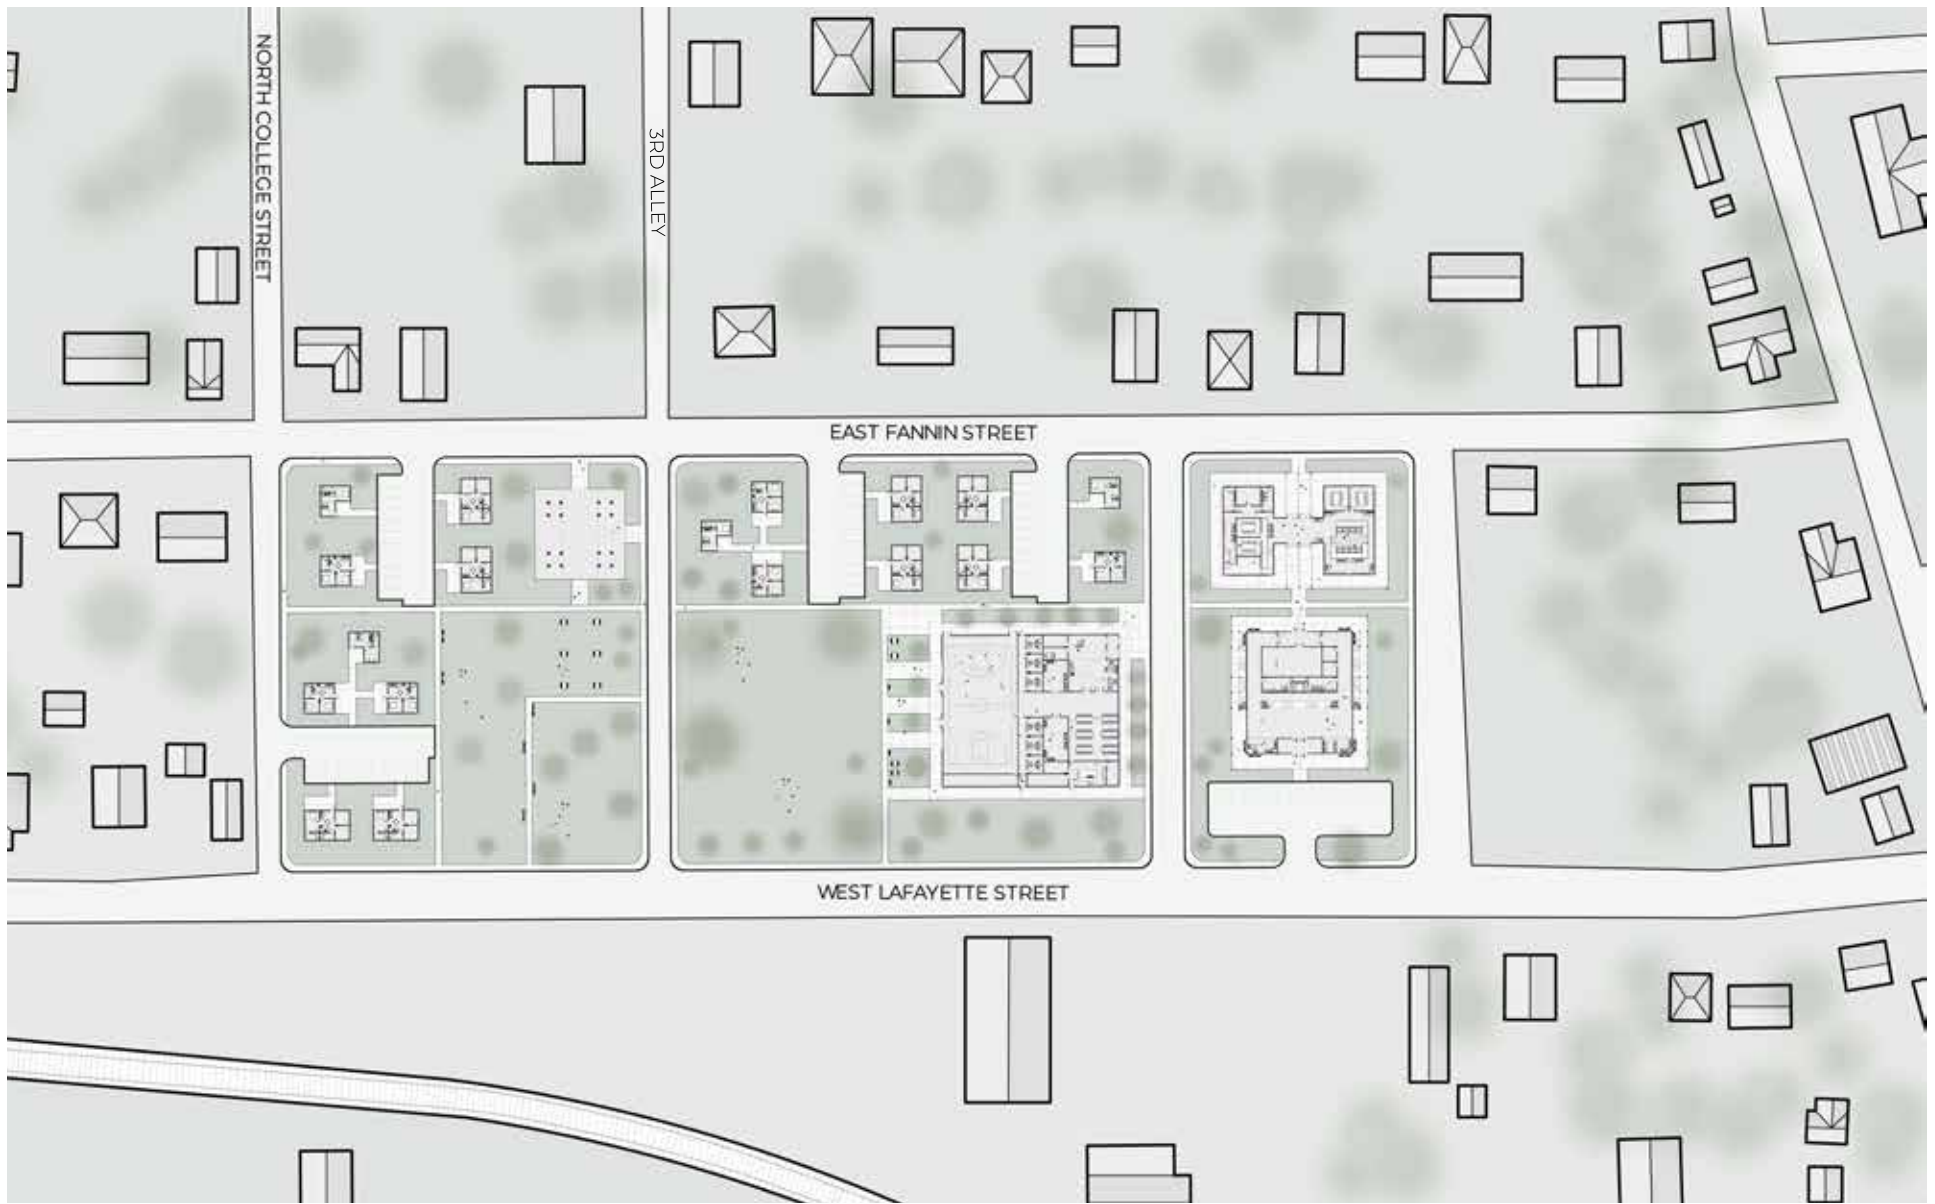 NORTH COLLEGE STREET
3RD ALLEY
EAST FANNIN STREET
WEST LAFAYETTE STREET